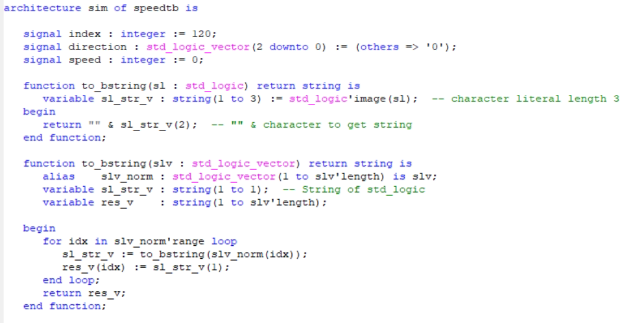 architecture sim of speedtb is
signal index : integer := 120;
signal direction : std_logic_vector(2 downto 0) := (others => '0');
signal speed : integer := 0;
function to_bstring(sl : std_logic) return string is
variable sl_str_v : string(1 to 3) := std_logic'image(sl);  -- character literal length 3
begin
return "" & sl_str_v(2);  -- "" & character to get string
end function;
function to_bstring(slv : std_logic_vector) return string is
alias    slv_norm : std_logic_vector(1 to slv'length) is slv;
variable sl_str_v : string(1 to 1);  -- String of std_logic
variable res_v    : string(1 to slv'length);
begin
for idx in slv_norm'range loop
sl_str_v := to_bstring(slv_norm(idx));
res_v(idx) := sl_str_v(1);
end loop;
return res_v;
end function;